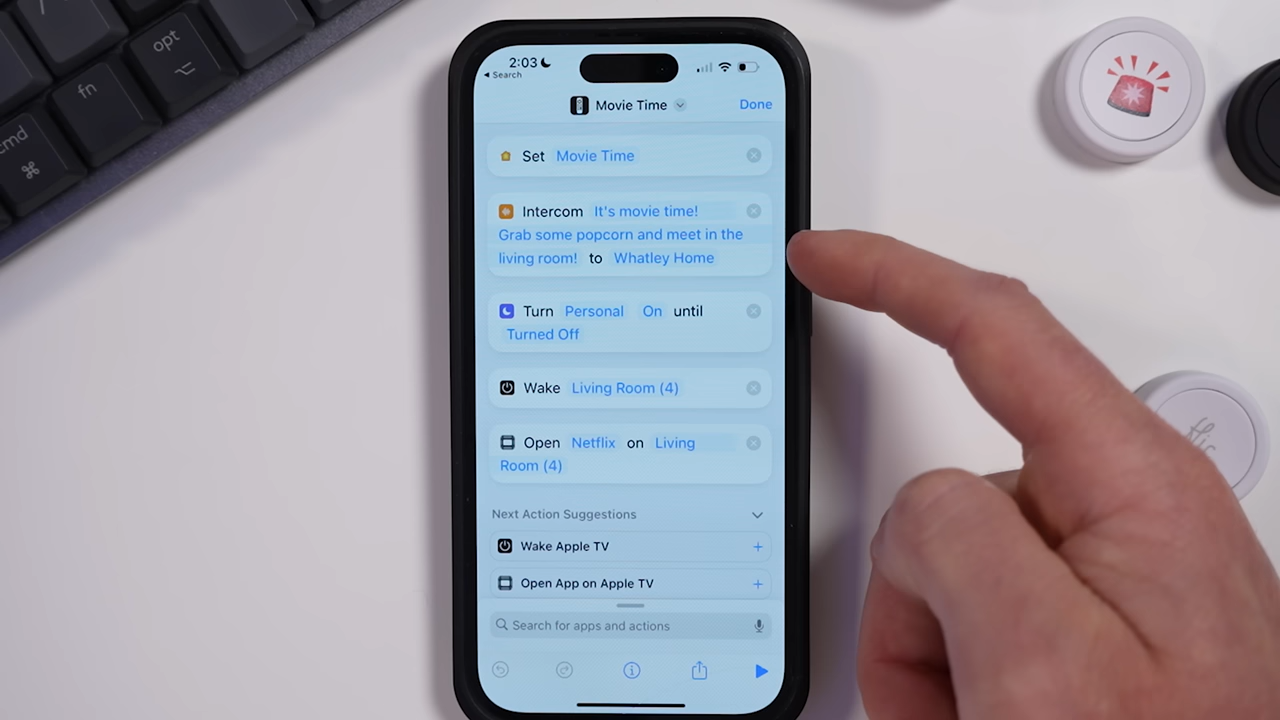 opt
fn
cmd
2:03
Search
Movie Time
Done
Set Movie Time
Intercom It's movie time!
Grab some popcorn and meet in the
living room! to Whatley Home
Turn Personal On until
Turned Off
Wake Living Room (4)
Open Netflix on Living
Room (4)
Next Action Suggestions
Wake Apple TV
Open App on Apple TV
Search for apps and actions